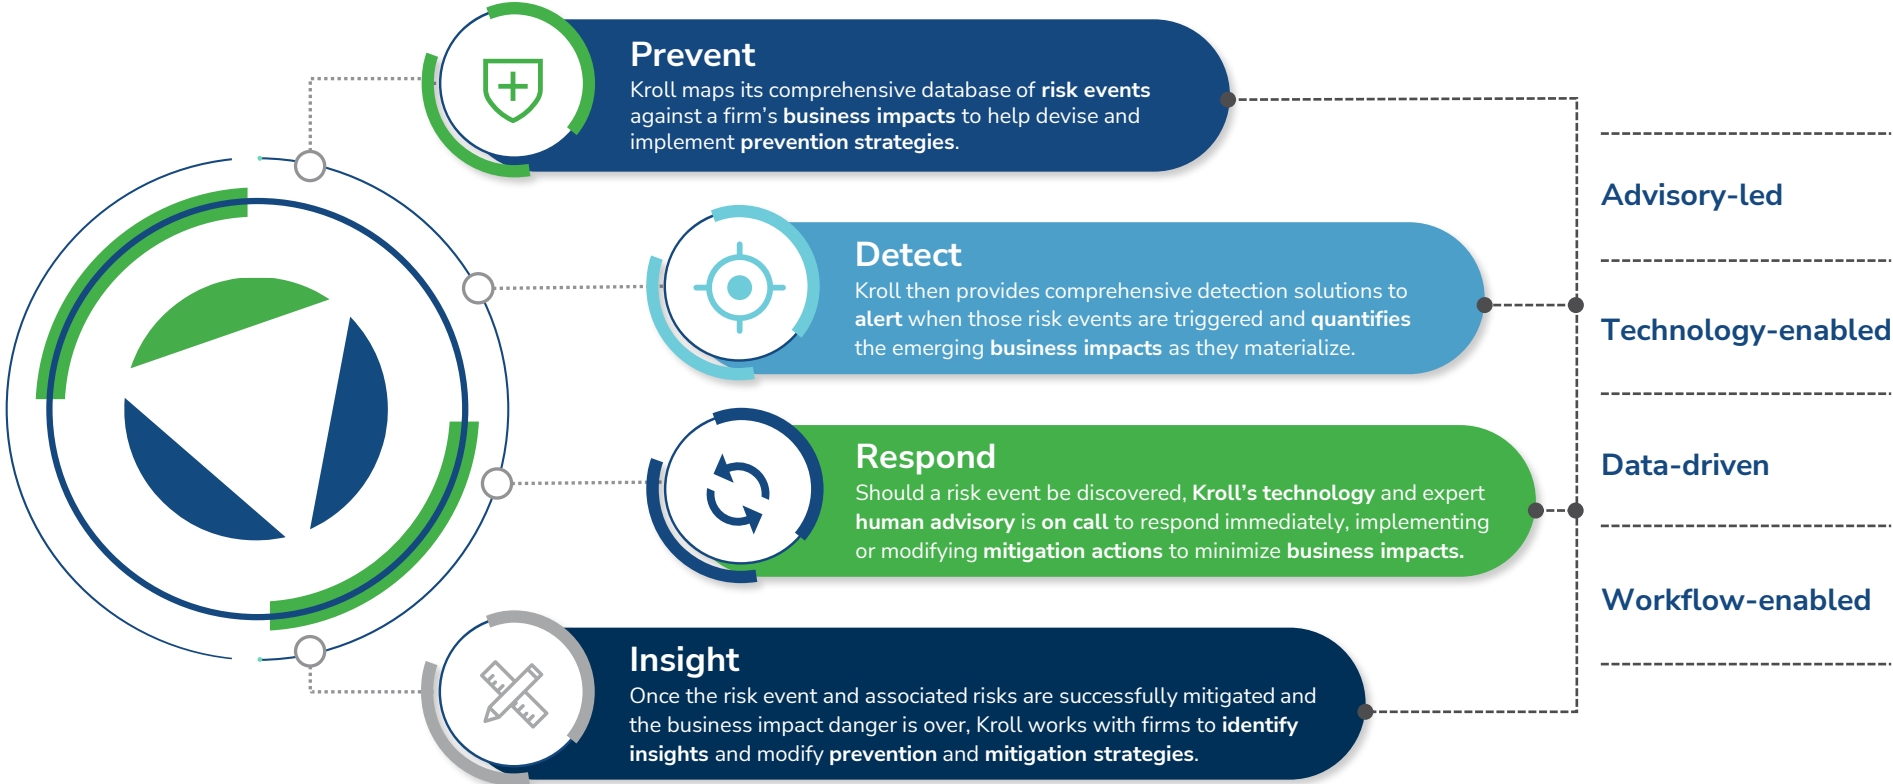 Prevent
Kroll maps its comprehensive database of risk events
against a firm's business impacts to help devise and
implement prevention strategies.
Detect
Kroll then provides comprehensive detection solutions to
alert when those risk events are triggered and quantifies
the emerging business impacts as they materialize.
Respond
Should a risk event be discovered, Kroll's technology and expert
human advisory is on call to respond immediately, implementing
or modifying mitigation actions to minimize business impacts.
Insight
Once the risk event and associated risks are successfully mitigated and
the business impact danger is over, Kroll works with firms to identify
insights and modify prevention and mitigation strategies.
Advisory-led
Technology-enabled
Data-driven
Workflow-enabled